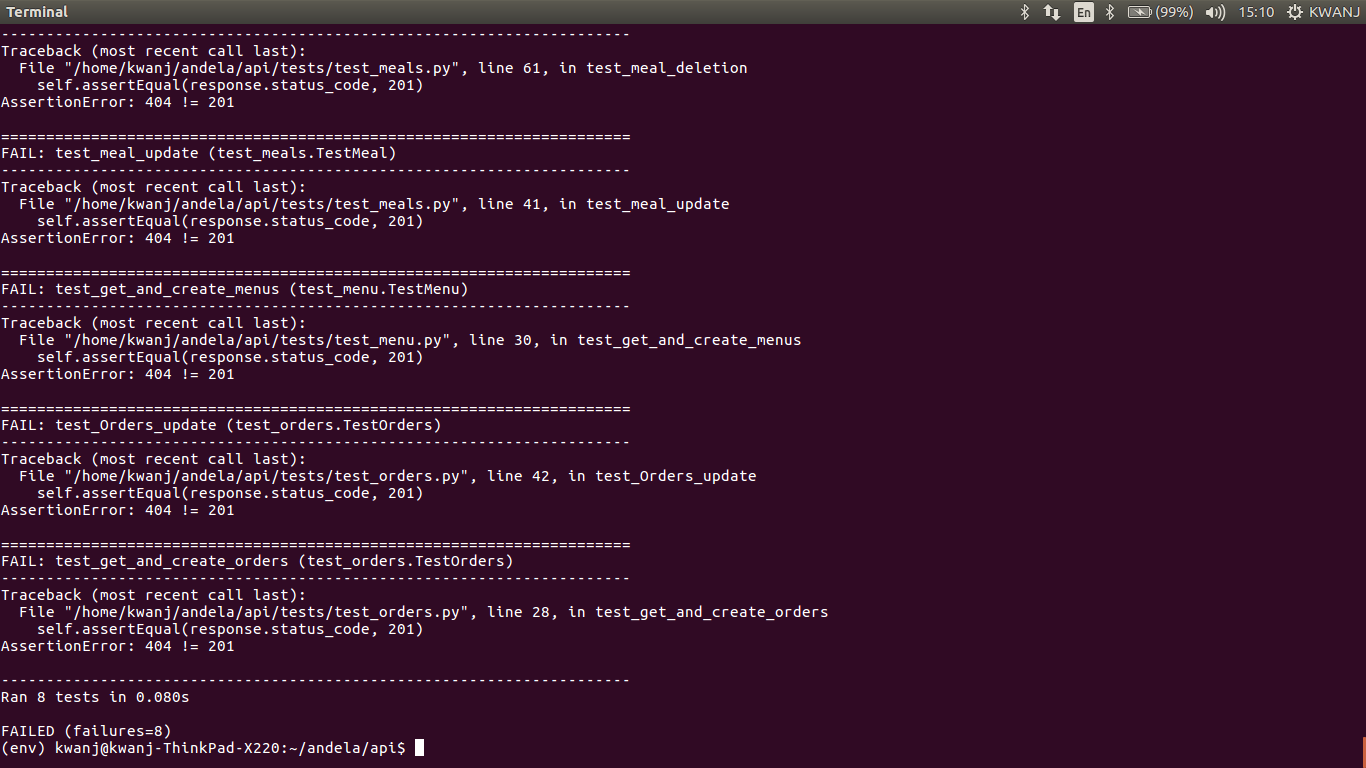 Terminal En (99%) 15:10 KWANJ
----------------------------------------------------------------------
Traceback (most recent call last):
  File "/home/kwanj/andela/api/tests/test_meals.py", line 61, in test_meal_deletion
    self.assertEqual(response.status_code, 201)
AssertionError: 404 != 201

======================================================================
FAIL: test_meal_update (test_meals.TestMeal)
----------------------------------------------------------------------
Traceback (most recent call last):
  File "/home/kwanj/andela/api/tests/test_meals.py", line 41, in test_meal_update
    self.assertEqual(response.status_code, 201)
AssertionError: 404 != 201

======================================================================
FAIL: test_get_and_create_menus (test_menu.TestMenu)
----------------------------------------------------------------------
Traceback (most recent call last):
  File "/home/kwanj/andela/api/tests/test_menu.py", line 30, in test_get_and_create_menus
    self.assertEqual(response.status_code, 201)
AssertionError: 404 != 201

======================================================================
FAIL: test_Orders_update (test_orders.TestOrders)
----------------------------------------------------------------------
Traceback (most recent call last):
  File "/home/kwanj/andela/api/tests/test_orders.py", line 42, in test_Orders_update
    self.assertEqual(response.status_code, 201)
AssertionError: 404 != 201

======================================================================
FAIL: test_get_and_create_orders (test_orders.TestOrders)
----------------------------------------------------------------------
Traceback (most recent call last):
  File "/home/kwanj/andela/api/tests/test_orders.py", line 28, in test_get_and_create_orders
    self.assertEqual(response.status_code, 201)
AssertionError: 404 != 201

----------------------------------------------------------------------
Ran 8 tests in 0.080s

FAILED (failures=8)
(env) kwanj@kwanj-ThinkPad-X220:~/andela/api$